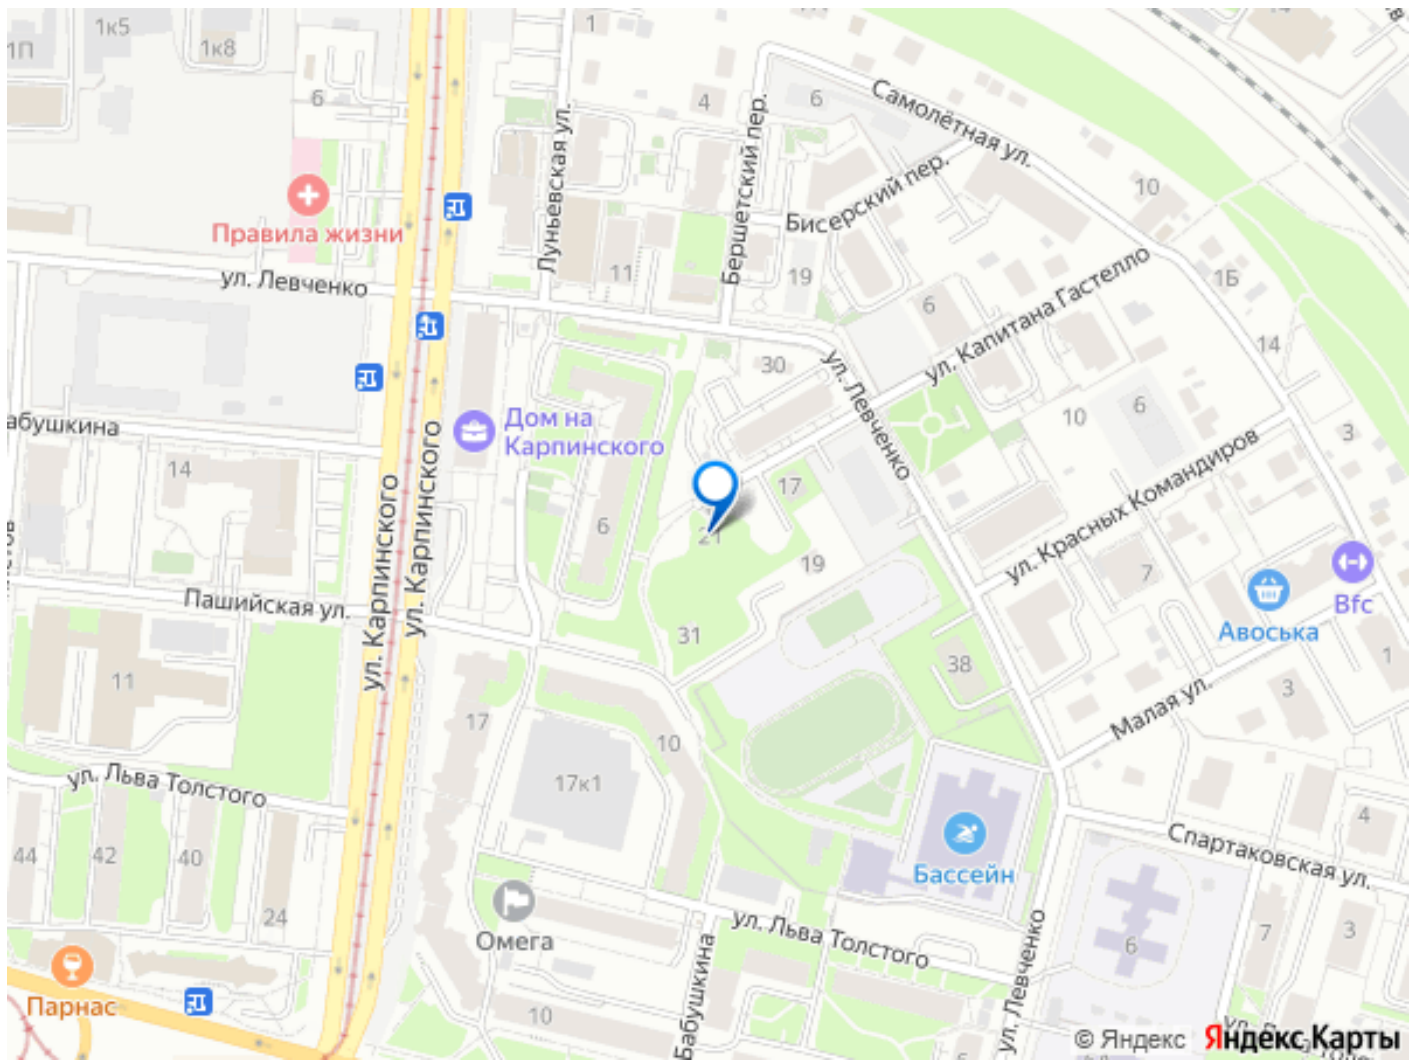 1к5
1П
1к8
6
1
4
6
Самолётная ул.
Луньевская ул.
Бершетский пер.
Бисерский пер.
10
Правила жизни
ул. Левченко
11
19
1Б
6
ул. Капитана Гастелло
14
30
ул. Левченко
абушкина
Дом на
Карпинского
10
6
3
14
ул. Карпинского
ул. Карпинского
17
ул. Красных Командиров
6
21
19
7
Bfc
Авоська
Пашийская ул.
31
38
1
11
3
Малая ул.
17
10
17к1
ул. Льва Толстого
4
Спартаковская ул.
44
42
40
Бассейн
24
Омега
ул. Льва Толстого
ул. Левченко
6
7
3
Парнас
10
Бабушкина
© Яндекс Яндекс Карты